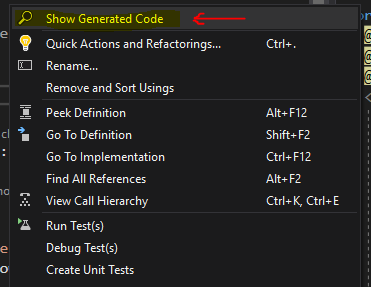 Show Generated Code
Quick Actions and Refactorings... Ctrl+.
Rename...
Remove and Sort Usings
Peek Definition Alt+F12
Go To Definition Shift+F2
Go To Implementation Ctrl+F12
Find All References Alt+F2
View Call Hierarchy Ctrl+K, Ctrl+E
Run Test(s)
Debug Test(s)
Create Unit Tests